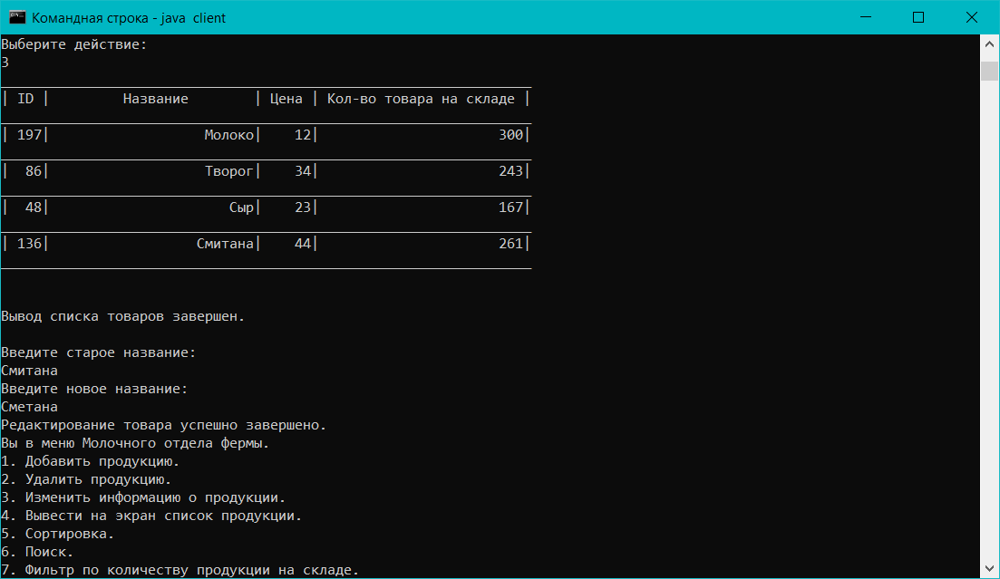 Командная строка - java client
Выберите действие:
3
| ID | Название | Цена | Кол-во товара на складе |
| 197| Молоко| 12| 300|
| 86| Творог| 34| 243|
| 48| Сыр| 23| 167|
| 136| Смитана| 44| 261|
Вывод списка товаров завершен.
Введите старое название:
Смитана
Введите новое название:
Сметана
Редактирование товара успешно завершено.
Вы в меню Молочного отдела фермы.
1. Добавить продукцию.
2. Удалить продукцию.
3. Изменить информацию о продукции.
4. Вывести на экран список продукции.
5. Сортировка.
6. Поиск.
7. Фильтр по количеству продукции на складе.